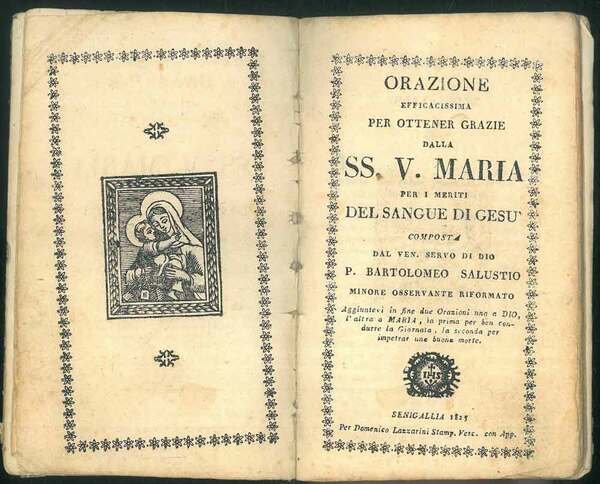 ORAZIONE
EFFICACISSIMA
PER OTTENER GRAZIE
DALLA
SS. V. MARIA
PER I MERITI
DEL SANGUE DI GESU'
COMPOSTA
DAL VEN. SERVO DI DIO
P. BARTOLOMEO SALUSTIO
MINORE OSSERVANTE RIFORMATO
Aggiuntevi in fine due Orazioni una a DIO,
l'altra a MARIA, la prima per ben con-
durre la Giornata, la seconda per
impetrar una buona morte.
IHS
SENIGALLIA 1825
Per Domenico Lazzarini Stamp. Vesc. con App.